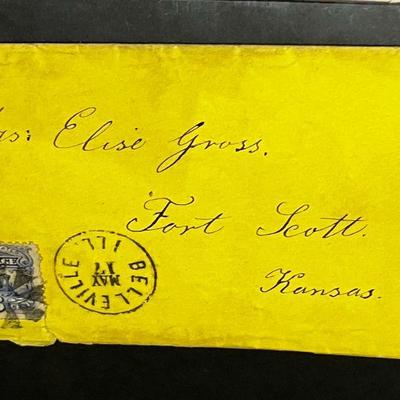 Elise Gross.
Fort Scott.
Kansas.
BELLEVILLE ILL.
MAY
17